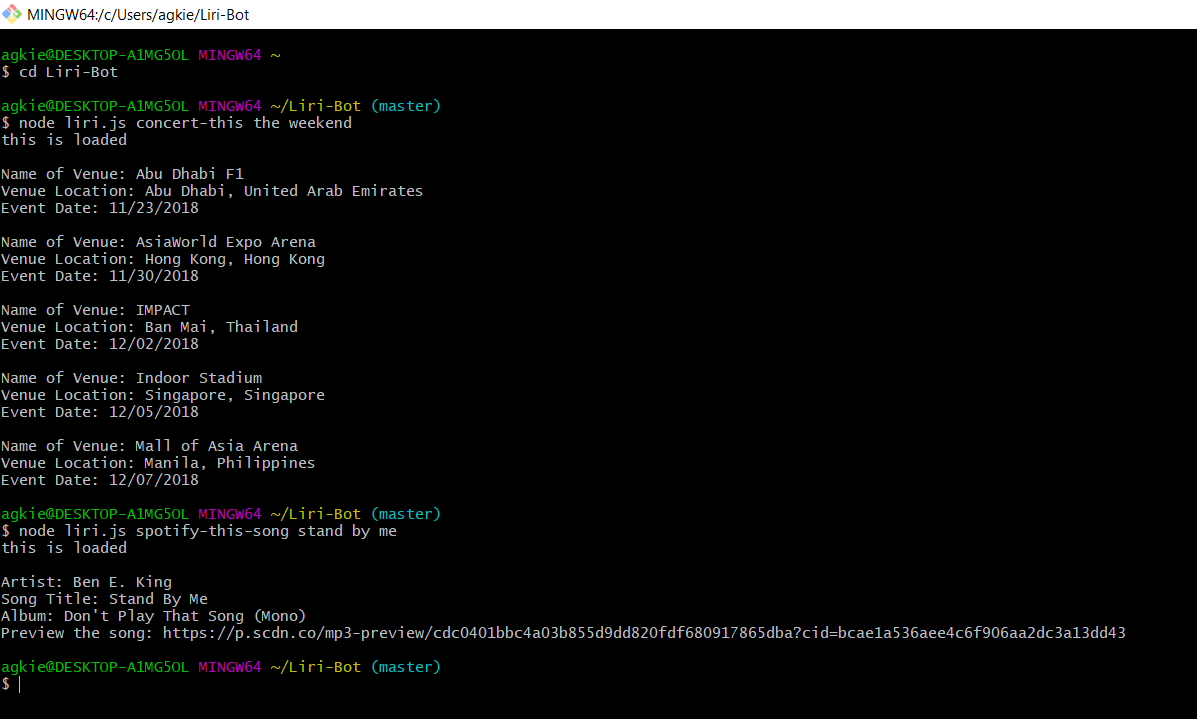 MINGW64:/c/Users/agkie/Liri-Bot
agkie@DESKTOP-A1MG5OL MINGW64 ~
$ cd Liri-Bot
agkie@DESKTOP-A1MG5OL MINGW64 ~/Liri-Bot (master)
$ node liri.js concert-this the weekend
this is loaded
Name of Venue: Abu Dhabi F1
Venue Location: Abu Dhabi, United Arab Emirates
Event Date: 11/23/2018
Name of Venue: AsiaWorld Expo Arena
Venue Location: Hong Kong, Hong Kong
Event Date: 11/30/2018
Name of Venue: IMPACT
Venue Location: Ban Mai, Thailand
Event Date: 12/02/2018
Name of Venue: Indoor Stadium
Venue Location: Singapore, Singapore
Event Date: 12/05/2018
Name of Venue: Mall of Asia Arena
Venue Location: Manila, Philippines
Event Date: 12/07/2018
agkie@DESKTOP-A1MG5OL MINGW64 ~/Liri-Bot (master)
$ node liri.js spotify-this-song stand by me
this is loaded
Artist: Ben E. King
Song Title: Stand By Me
Album: Don't Play That Song (Mono)
Preview the song: https://p.scdn.co/mp3-preview/cdc0401bbc4a03b855d9dd820fdf680917865dba?cid=bcae1a536aee4c6f906aa2dc3a13dd43
agkie@DESKTOP-A1MG5OL MINGW64 ~/Liri-Bot (master)
$